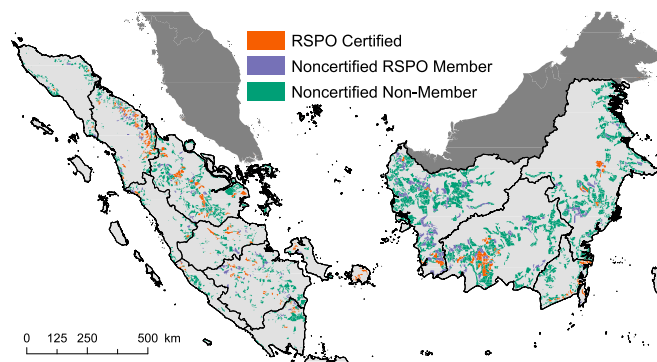 RSPO Certified
Noncertified RSPO Member
Noncertified Non-Member
0 125 250 500 km